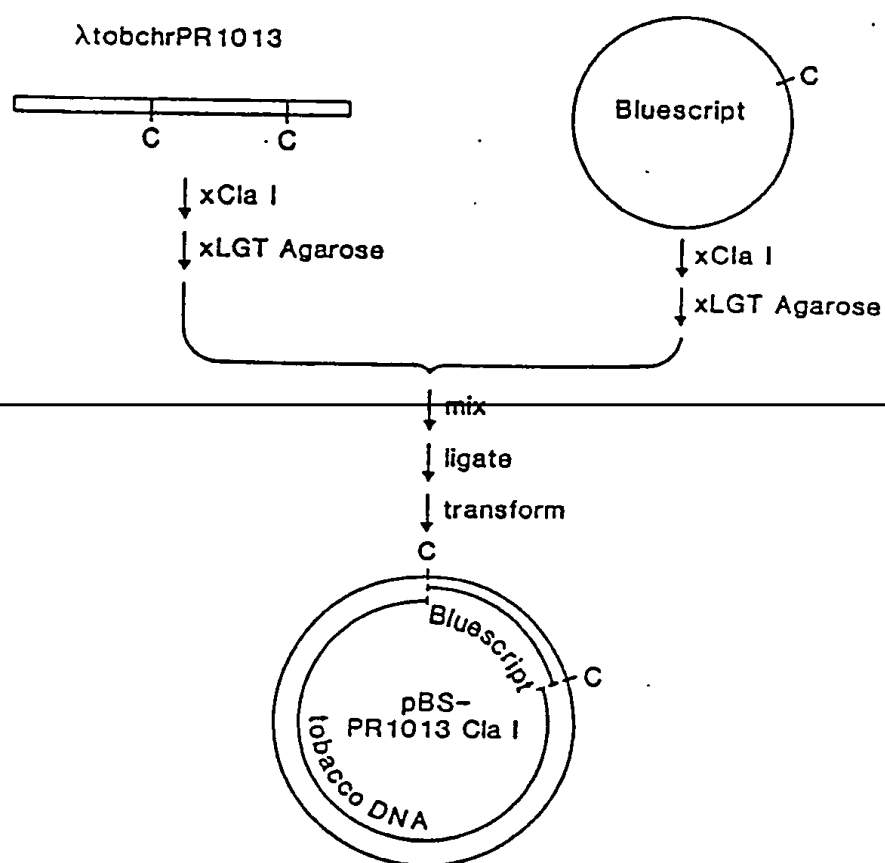 λtobchrPR1013
C
C
xCla I
xLGT Agarose
Bluescript
C
xCla I
xLGT Agarose
mix
ligate
transform
C
Bluescript
C
pBS-
PR1013 Cla I
tobacco DNA